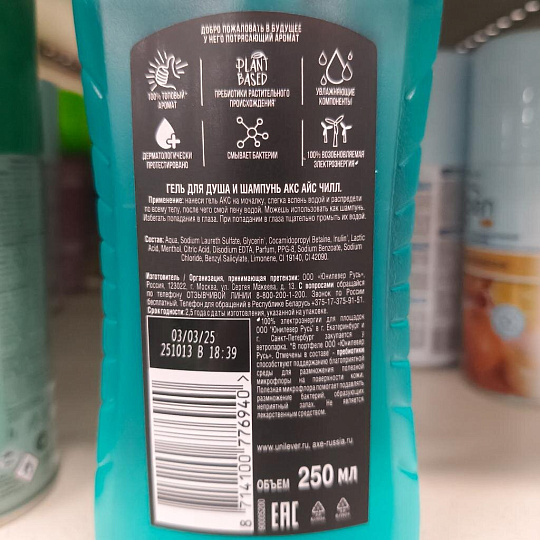 ДОБРО ПОЖАЛОВАТЬ В БУДУЩЕЕ
У НЕГО ПОТРЯСАЮЩИЙ АРОМАТ
100% ТОПОВЫЙ
АРОМАТ
PLANT
BASED
ПРЕБИОТИКИ РАСТИТЕЛЬНОГО
ПРОИСХОЖДЕНИЯ*
УВЛАЖНЯЮЩИЕ
КОМПОНЕНТЫ
ДЕРМАТОЛОГИЧЕСКИ
ПРОТЕСТИРОВАНО
СМЫВАЕТ БАКТЕРИИ
100% ВОЗОБНОВЛЯЕМАЯ
ЭЛЕКТРОЭНЕРГИЯ**
ГЕЛЬ ДЛЯ ДУША И ШАМПУНЬ АКС АЙС ЧИЛЛ.
Применение: нанеси гель АКС на мочалку, слегка вспень водой и распредели
по всему телу, после чего смой пену водой. Можешь использовать как шампунь.
Избегать попадания в глаза. При попадании в глаза тщательно промыть их водой.
Состав: Aqua, Sodium Laureth Sulfate, Glycerin*, Cocamidopropyl Betaine, Inulin*, Lactic
Acid, Menthol, Citric Acid, Disodium EDTA, Parfum, PPG-8, Sodium Benzoate, Sodium
Chloride, Benzyl Salicylate, Limonene, CI 19140, CI 42090.
Изготовитель / Организация, принимающая претензии: ООО «Юнилевер Русь»,
Россия, 123022, г. Москва, ул. Сергея Макеева, д. 13. С вопросами обращайся
по телефону ОТЗЫВЧИВОЙ ЛИНИИ 8-800-200-1-200. Звонок по России
бесплатный. Телефон для обращений в Республике Беларусь +375-17-375-91-51.
Срок годности: 2,5 года с даты изготовления, указанной на упаковке.
03/03/25
251013 B 18:39
**100% электроэнергии для площадок
ООО 'Юнилевер Русь' в г. Екатеринбург и
г. Санкт-Петербург закупается у
ветропарка. *В портфеле ООО «Юнилевер
Русь». Отмечены в составе - пребиотики
способствуют поддержанию благоприятной
среды для размножения полезной
микрофлоры на поверхности кожи.
Полезная микрофлора помогает подавлять
размножение бактерий, образующих
неприятный запах. Не является
лекарственным средством.
www.unilever.ru, axe-russia.ru
8 714100 776940
ОБЪЕМ 250 МЛ
ЕАС